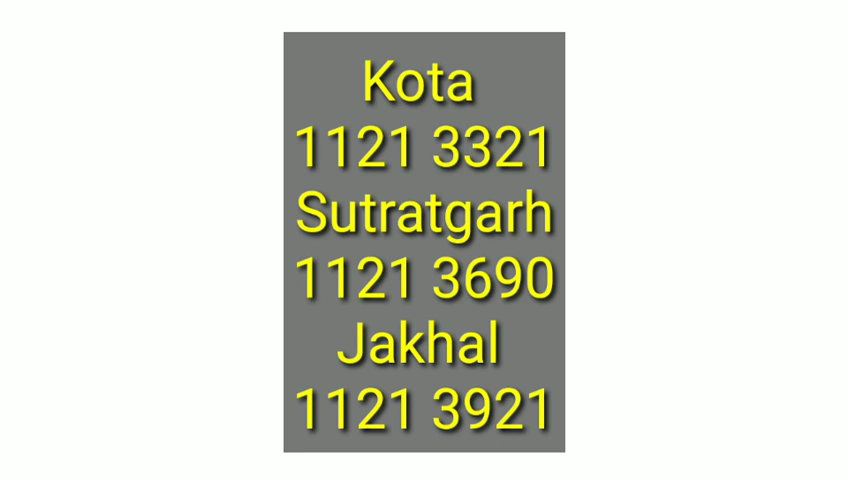 Kota
1121 3321
Sutratgarh
1121 3690
Jakhal
1121 3921